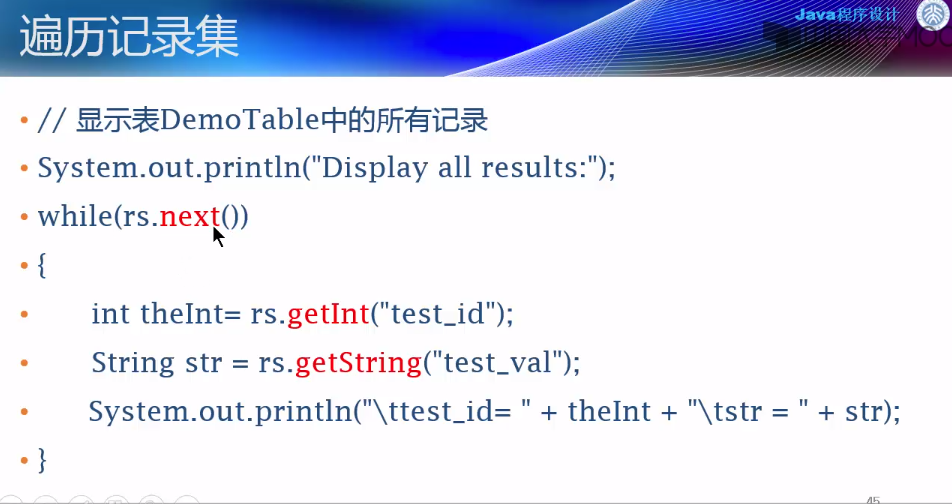 Java程序设计
遍历记录集
// 显示表DemoTable中的所有记录
System.out.println("Display all results:");
while(rs.next())
{
int theInt= rs.getInt("test_id");
String str = rs.getString("test_val");
System.out.println("\ttest_id= " + theInt + "\tstr = " + str);
}
45